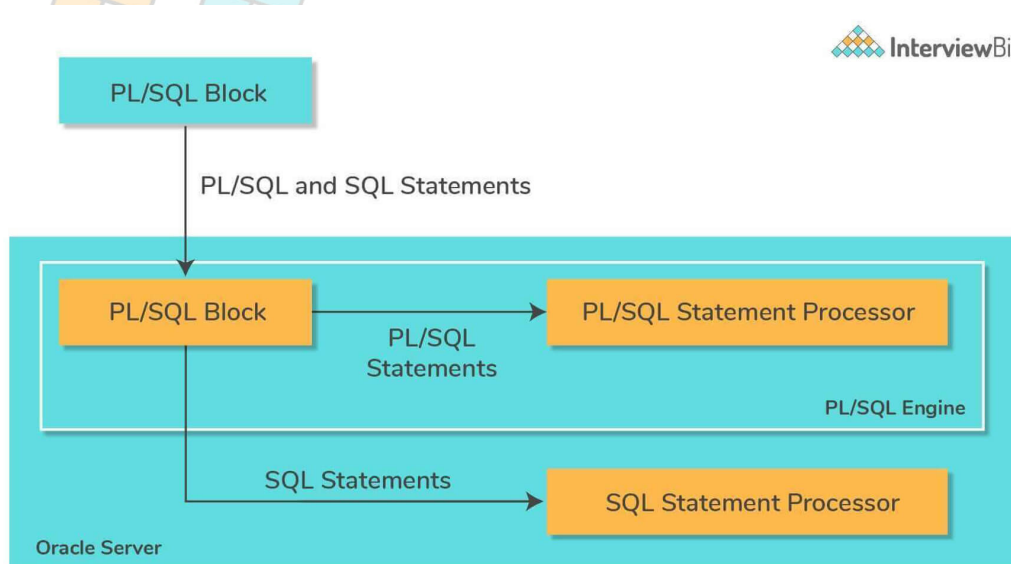 InterviewBi
PL/SQL Block
PL/SQL and SQL Statements
PL/SQL Block
PL/SQL
Statements
PL/SQL Statement Processor
PL/SQL Engine
SQL Statements
SQL Statement Processor
Oracle Server